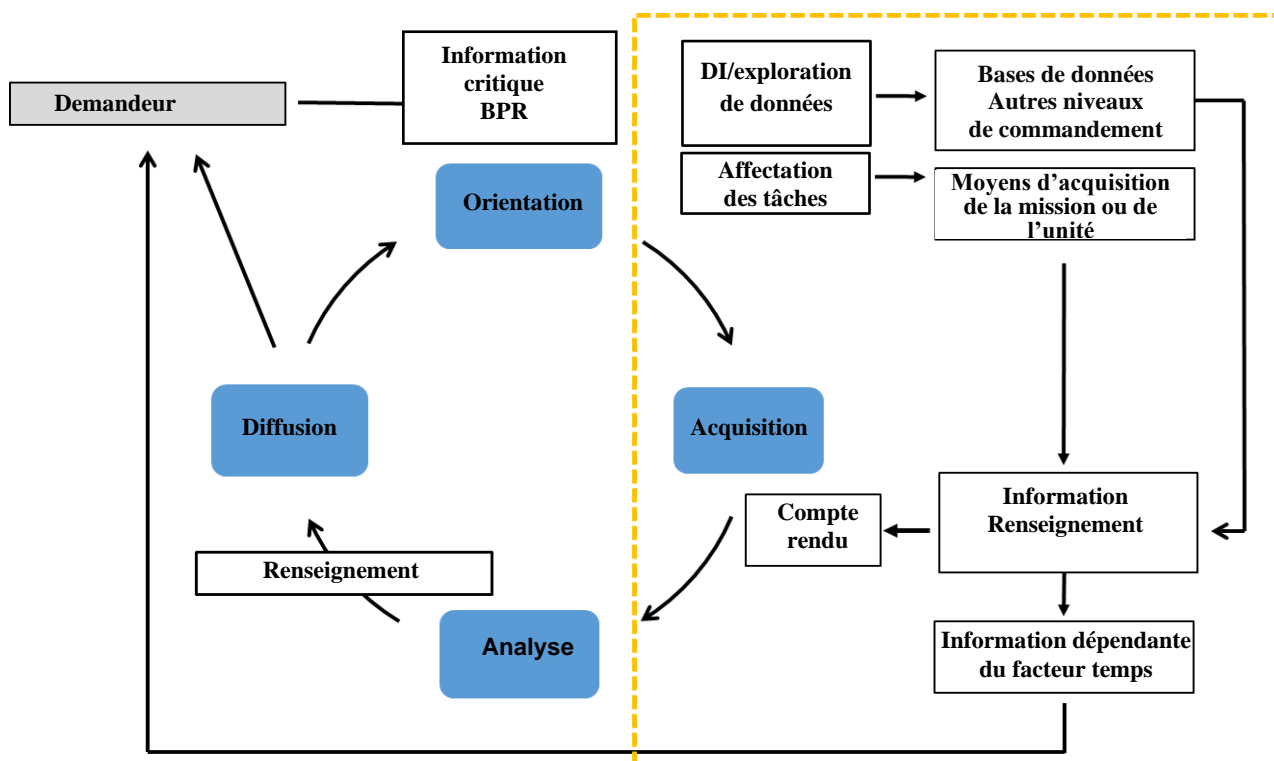 Demandeur
Information
critique
BPR
DI/exploration
de données
Bases de données
Autres niveaux
de commandement
Affectation
des tâches
Moyens d’acquisition
de la mission ou de
l’unité
Orientation
Diffusion
Acquisition
Compte
rendu
Information
Renseignement
Renseignement
Analyse
Information dépendante
du facteur temps